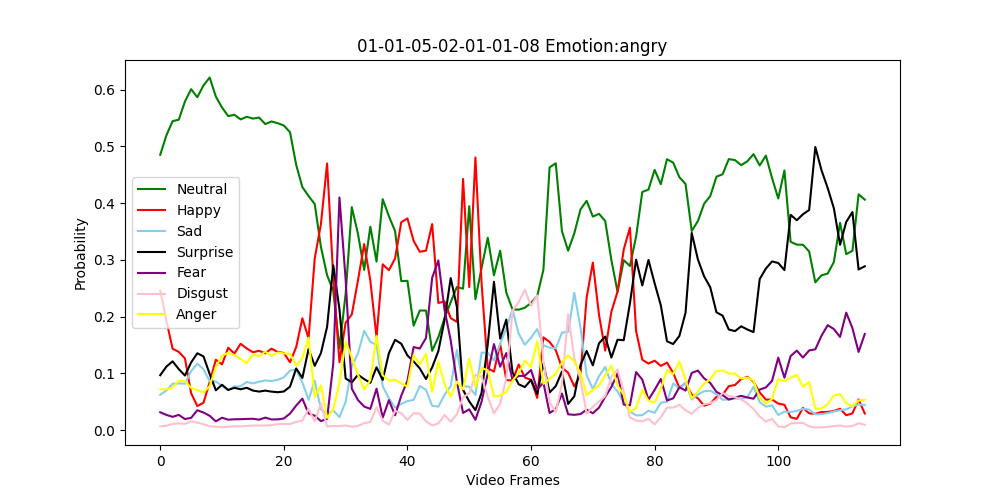 01-01-05-02-01-01-08 Emotion:angry
Probability
0.6
0.5
0.4
0.3
0.2
0.1
0.0
Neutral
Happy
Sad
Surprise
Fear
Disgust
Anger
0 20 40 60 80 100
Video Frames